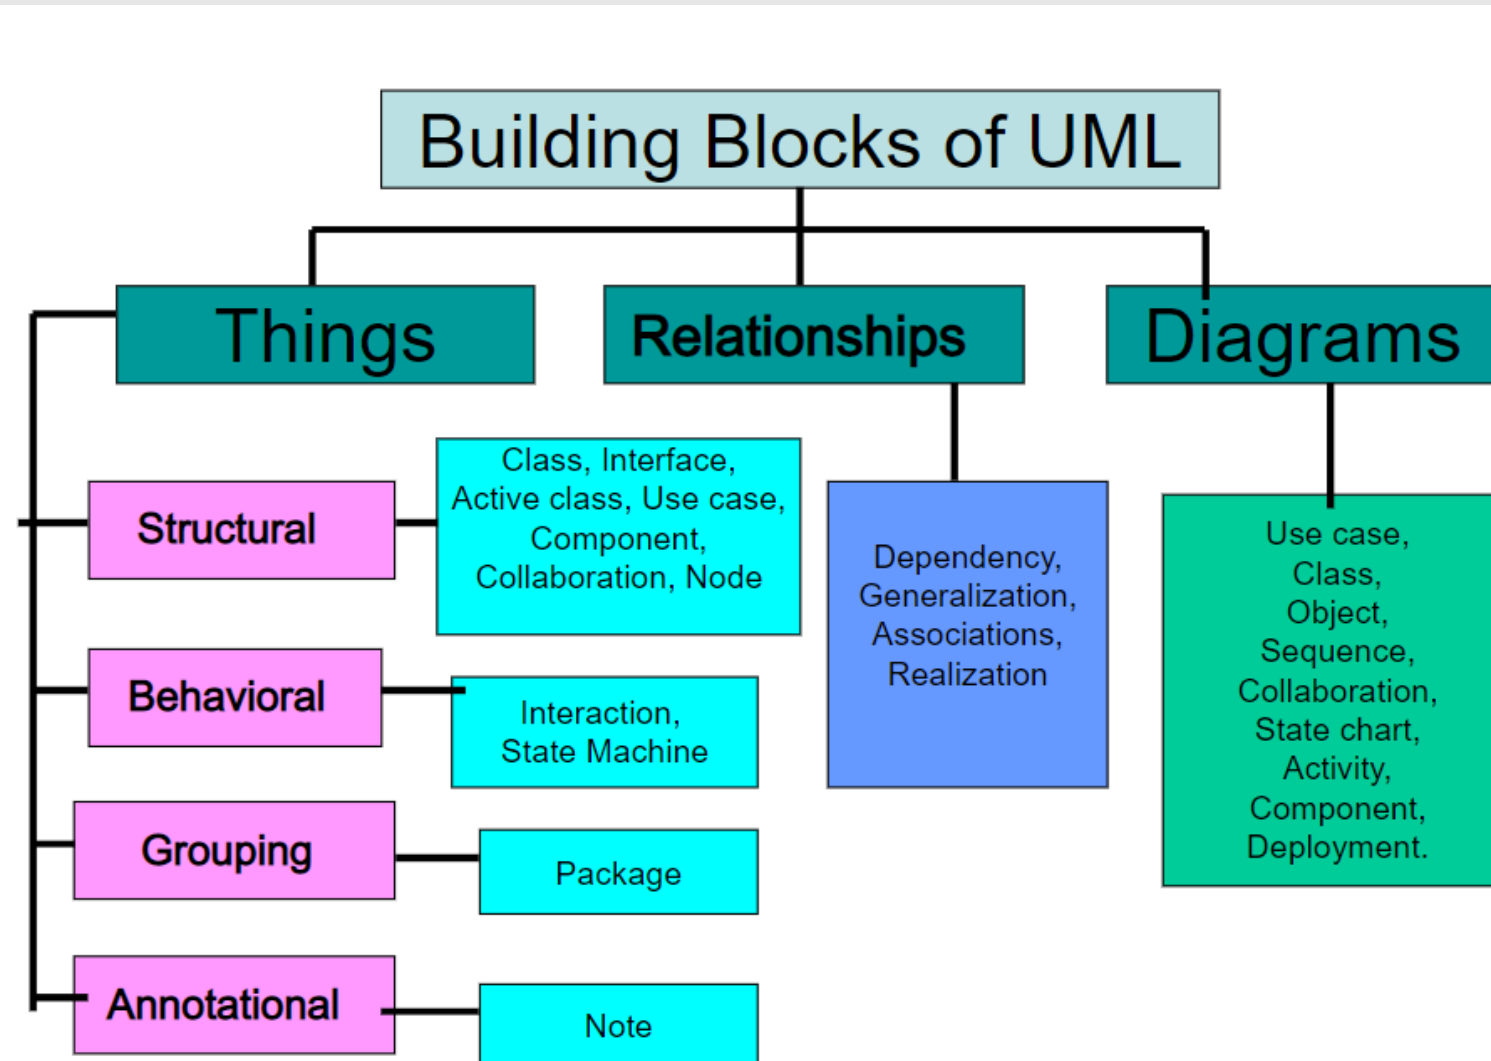 Building Blocks of UML
Things
Relationships
Diagrams
Structural
Class, Interface,
Active class, Use case,
Component,
Collaboration, Node
Behavioral
Interaction,
State Machine
Grouping
Package
Annotational
Note
Dependency,
Generalization,
Associations,
Realization
Use case,
Class,
Object,
Sequence,
Collaboration,
State chart,
Activity,
Component,
Deployment.